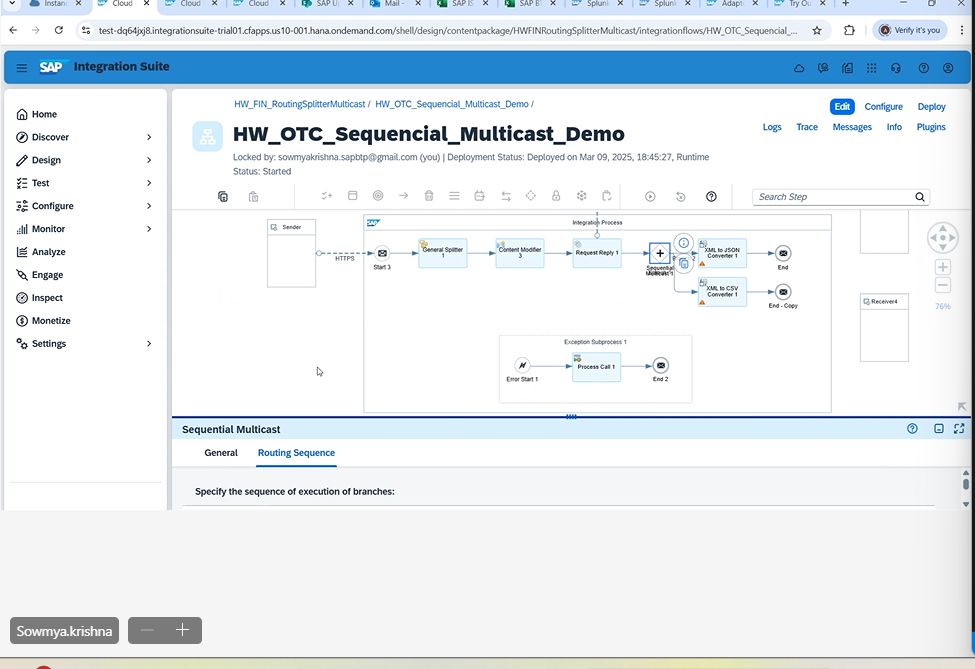 Instanc
Cloud
Cloud
Cloud
SAP U
Mail -
SAP IS
SAP B
Splun
Splun
Adapt
Try Ou
test-dq64jxj8.integrationsuite-trial01.cfapps.us10-001.hana.ondemand.com/shell/design/contentpackage/HWFINRoutingSplitterMulticast/integrationflows/HW_OTC_Sequencial_...
Verify it's you
SAP Integration Suite
Home
Discover
Design
Test
Configure
Monitor
Analyze
Engage
Inspect
Monetize
Settings
HW_FIN_RoutingSplitterMulticast / HW_OTC_Sequencial_Multicast_Demo /
HW_OTC_Sequencial_Multicast_Demo
Locked by: sowmyakrishna.sapbtp@gmail.com (you) | Deployment Status: Deployed on Mar 09, 2025, 18:45:27, Runtime
Status: Started
Edit Configure Deploy
Logs Trace Messages Info Plugins
Search Step
Sender
SAP
Integration Process
HTTPS
Start 3
General Splitter
1
Content Modifier
3
Request Reply 1
Sequential
Multicast 1
XML to JSON
Converter 1
End
XML to CSV
Converter 1
End - Copy
Exception Subprocess 1
Error Start 1
Process Call 1
End 2
Receiver4
76%
Sequential Multicast
General Routing Sequence
Specify the sequence of execution of branches:
Sowmya.krishna